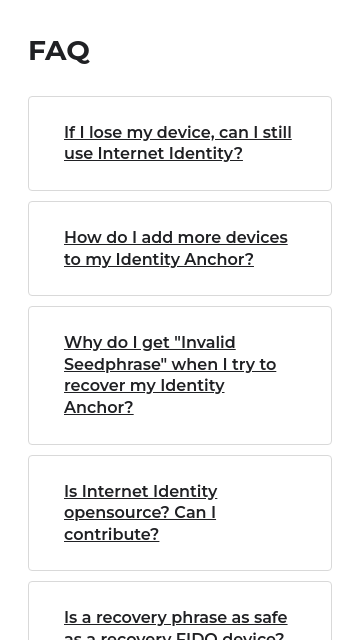 FAQ
If I lose my device, can I still
use Internet Identity?
How do I add more devices
to my Identity Anchor?
Why do I get "Invalid
Seedphrase" when I try to
recover my Identity
Anchor?
Is Internet Identity
opensource? Can I
contribute?
Is a recovery phrase as safe
as a recovery FIDO device?